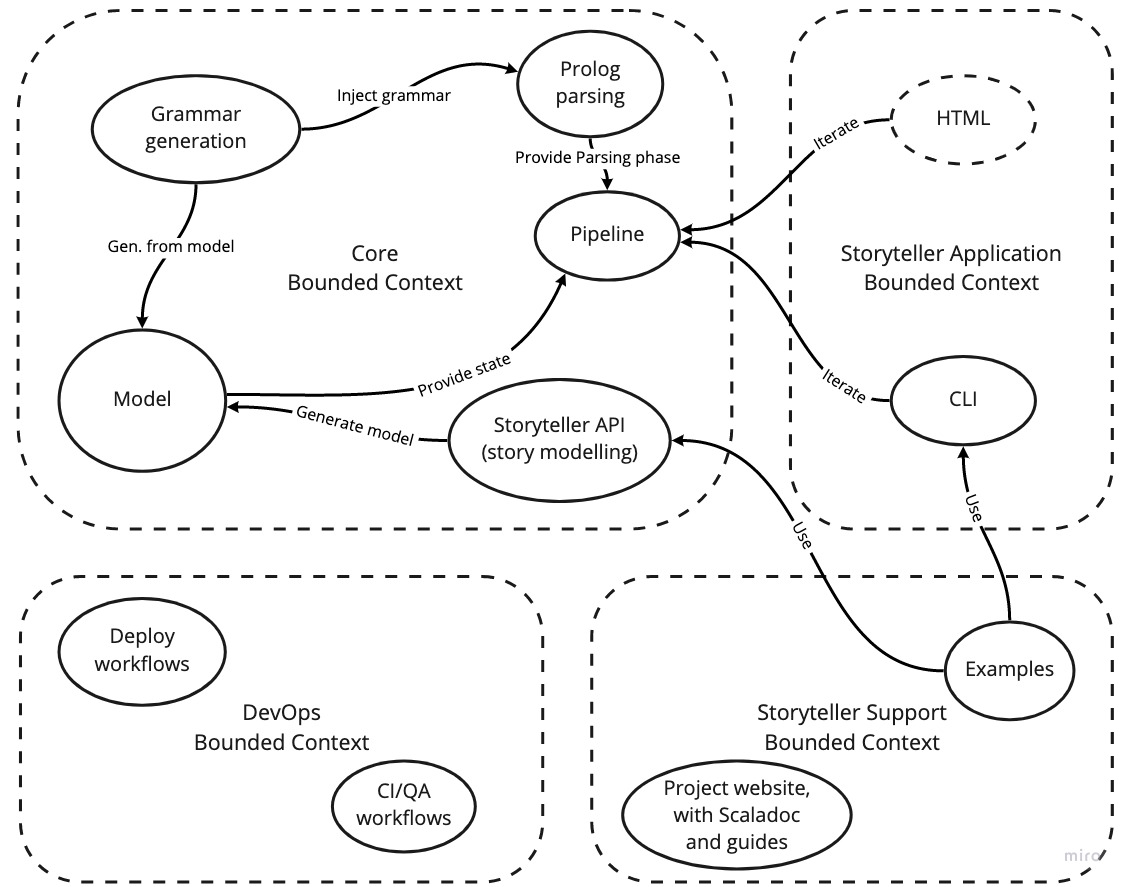 Grammar
generation
Inject grammar
Prolog
parsing
Provide Parsing phase
Pipeline
Gen. from model
Core
Bounded Context
Model
Provide state
Generate model
Storyteller API
(story modelling)
HTML
Iterate
Storyteller Application
Bounded Context
Iterate
CLI
Use
Use
Deploy
workflows
DevOps
Bounded Context
CI/QA
workflows
Examples
Storyteller Support
Bounded Context
Project website,
with Scaladoc
and guides
miro